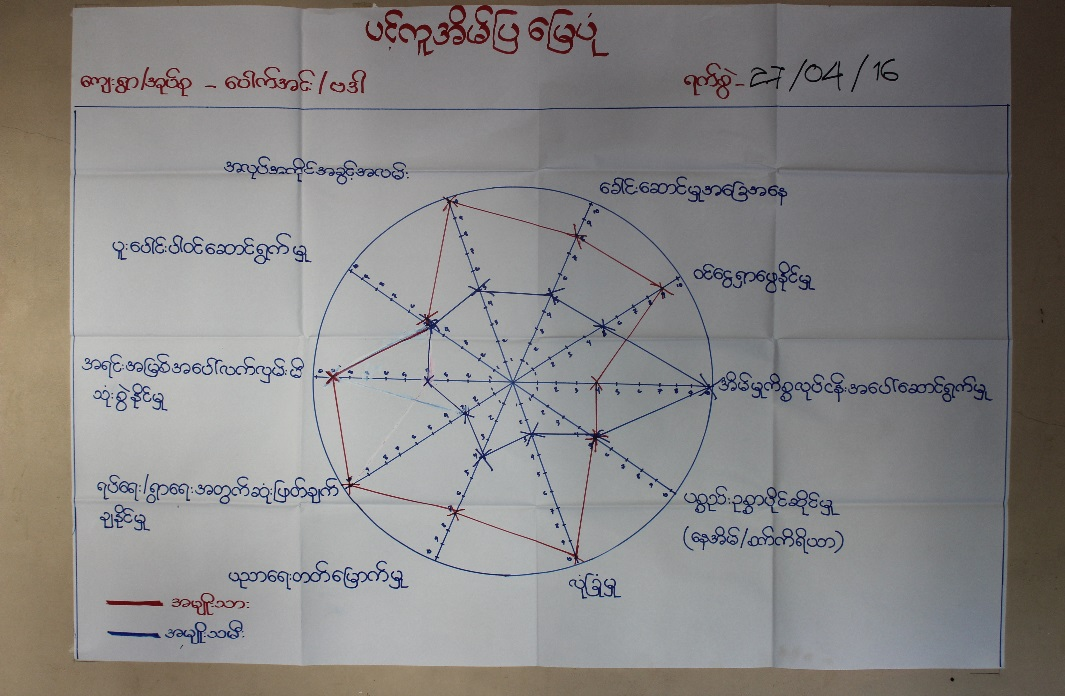 ပင့်ကူအိမ်ပြ မြေပုံ
ကျေးရွာ/အုပ်စု - ပေါက်အင်း/ဗဒါ
ရက်စွဲ- 27/04/16
အလုပ်အကိုင်အခွင့်အလမ်း
ခေါင်းဆောင်မှုအခြေအနေ
ပူးပေါင်းပါဝင်ဆောင်ရွက်မှု
ဝင်ငွေရှာဖွေနိုင်မှု
အရင်းအမြစ်အပေါ်လက်လှမ်းမီ
သုံးစွဲနိုင်မှု
အိမ်မှုကိစ္စလုပ်ငန်းအပေါ်ဆောင်ရွက်မှု
ရပ်ရေး/ရွာရေးအတွက်ဆုံးဖြတ်ချက်
ချနိုင်မှု
ပစ္စည်းဥစ္စာပိုင်ဆိုင်မှု
(နေအိမ်/ကိရိယာ)
ပညာရေးတတ်မြောက်မှု
လုံခြုံမှု
အမျိုးသား
အမျိုးသမီး